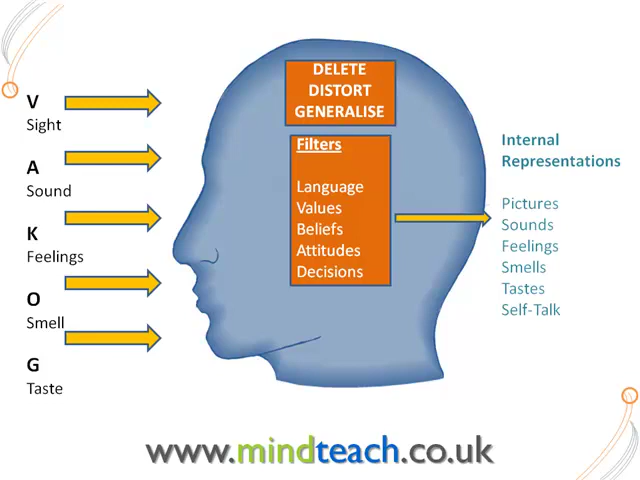 V
Sight
A
Sound
K
Feelings
O
Smell
G
Taste
DELETE
DISTORT
GENERALISE
Filters
Language
Values
Beliefs
Attitudes
Decisions
Internal
Representations
Pictures
Sounds
Feelings
Smells
Tastes
Self-Talk
www.mindteach.co.uk